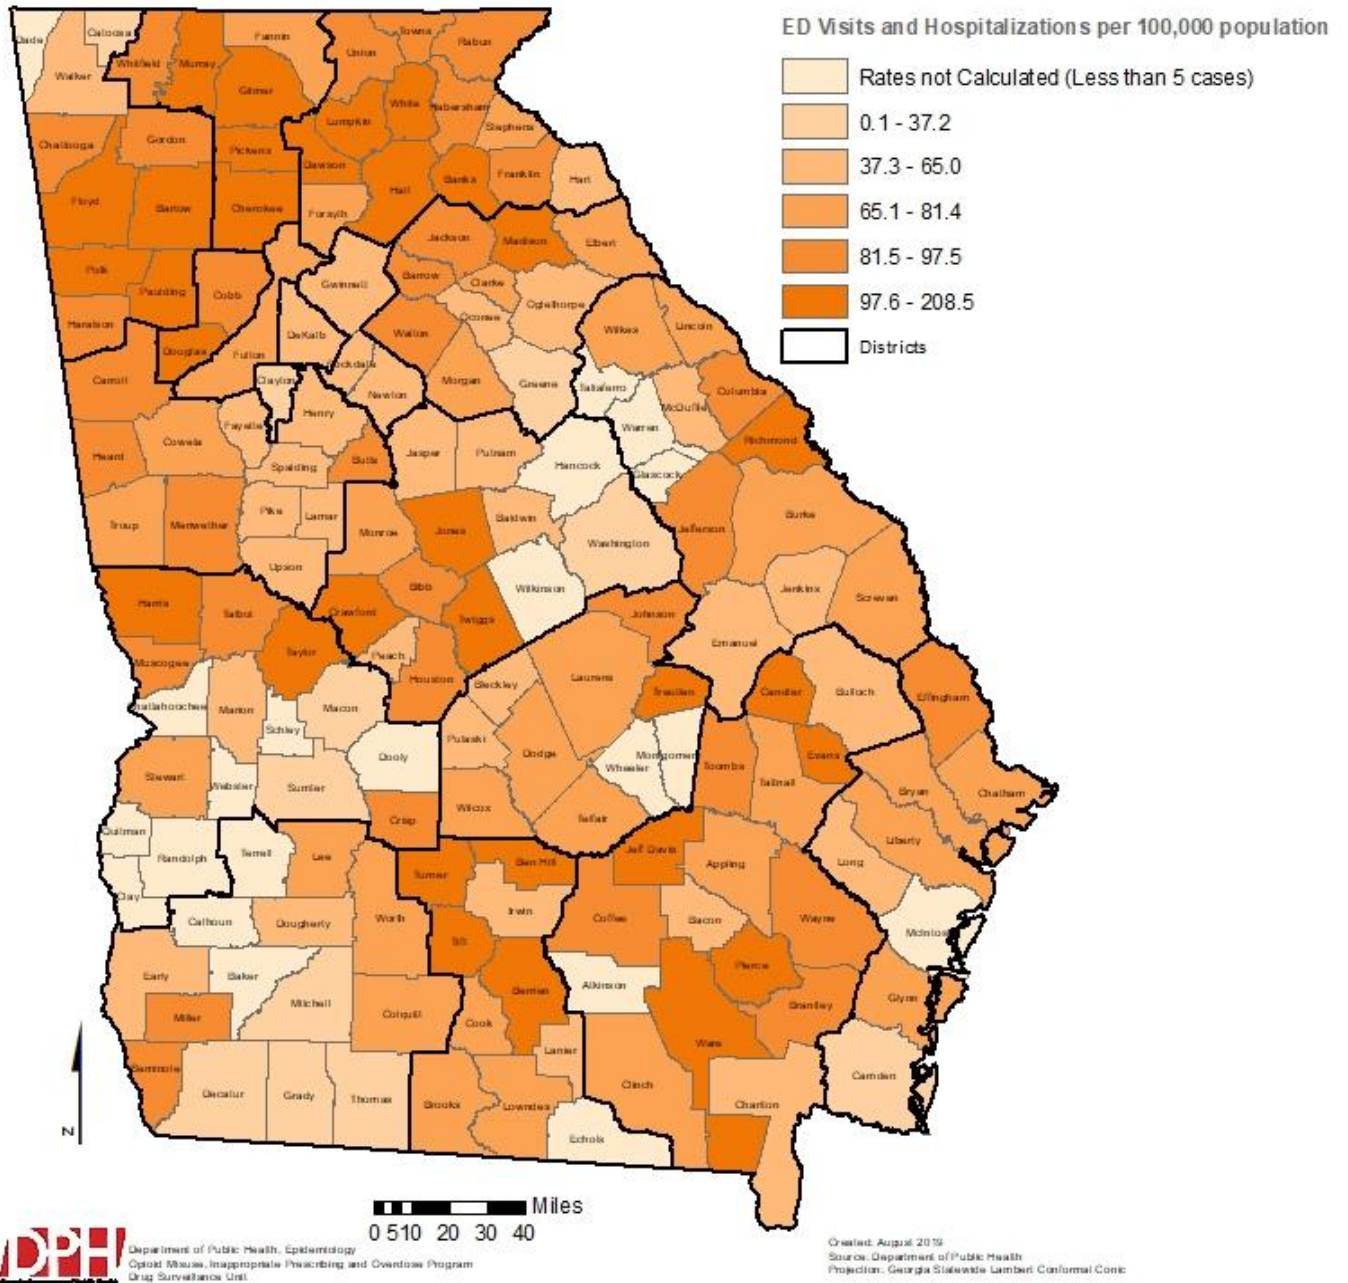 ED Visits and Hospitalizations per 100,000 population
Rates not Calculated (Less than 5 cases)
0.1 - 37.2
37.3 - 65.0
65.1 - 81.4
81.5 - 97.5
97.6 - 208.5
Districts
Dade
Catoosa
Whitfield
Murray
Fannin
Union
Towns
Rabun
Walker
Gilmer
White
Habersham
Lumpkin
Stephens
Chattooga
Gordon
Pickens
Dawson
Hall
Banks
Franklin
Hart
Floyd
Bartow
Cherokee
Forsyth
Jackson
Madison
Elbert
Polk
Paulding
Cobb
Gwinnett
Barrow
Clarke
Oglethorpe
Oconee
Haralson
Douglas
Fulton
DeKalb
Walton
Wilkes
Lincoln
Carroll
Clayton
Rockdale
Newton
Morgan
Greene
Taliaferro
McDuffie
Columbia
Warren
Richmond
Coweta
Fayette
Henry
Heard
Spalding
Butts
Jasper
Putnam
Hancock
Glascock
Troup
Meriwether
Pike
Lamar
Monroe
Jones
Baldwin
Washington
Jefferson
Burke
Upson
Bibb
Wilkinson
Jenkins
Screven
Harris
Talbot
Crawford
Twiggs
Johnson
Emanuel
Taylor
Peach
Muscogee
Houston
Bleckley
Laurens
Treutlen
Candler
Bulloch
Effingham
Chattahoochee
Marion
Macon
Schley
Pulaski
Dodge
Montgomery
Wheeler
Toombs
Tattnall
Evans
Dooly
Stewart
Webster
Sumter
Wilcox
Telfair
Bryan
Chatham
Quitman
Crisp
Liberty
Randolph
Terrell
Lee
Turner
Ben Hill
Jeff Davis
Appling
Long
Clay
Calhoun
Dougherty
Worth
Irwin
Coffee
Bacon
Wayne
McIntosh
Tift
Early
Baker
Mitchell
Berrien
Atkinson
Pierce
Brantley
Glynn
Miller
Colquitt
Cook
Ware
Seminole
Lanier
Clinch
Camden
Decatur
Grady
Thomas
Brooks
Lowndes
Charlton
Echols
N
Miles
0 5 10 20 30 40
DPH
Department of Public Health, Epidemiology
Opioid Misuse, Inappropriate Prescribing and Overdose Program
Drug Surveillance Unit
Created: August 2019
Source: Department of Public Health
Projection: Georgia Statewide Lambert Conformal Conic